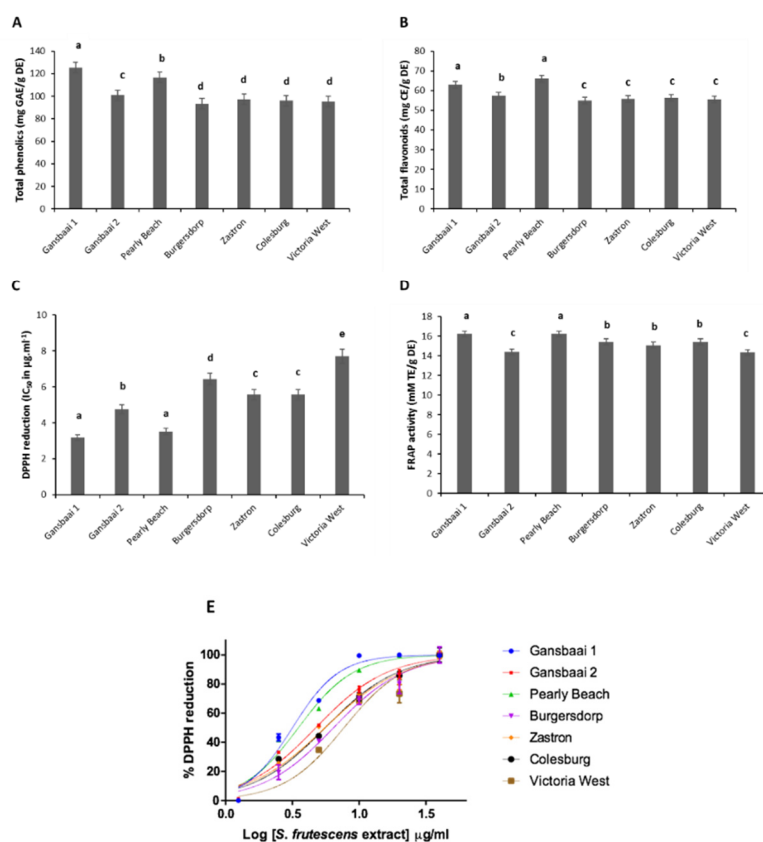 A
Total phenolics (mg GAE/g DE)
140
120
100
80
60
40
20
0
a
c
b
d
d
d
d
Gansbaai 1
Gansbaai 2
Pearly Beach
Burgersdorp
Zastron
Colesburg
Victoria West
B
Total flavonoids (mg CE/g DE)
80
70
60
50
40
30
20
10
0
a
b
a
c
c
c
c
Gansbaai 1
Gansbaai 2
Pearly Beach
Burgersdorp
Zastron
Colesburg
Victoria West
C
DPPH reduction (IC50 in µg.ml-1)
10
8
6
4
2
0
a
b
a
d
c
c
e
Gansbaai 1
Gansbaai 2
Pearly Beach
Burgersdorp
Zastron
Colesburg
Victoria West
D
FRAP activity (mM TE/g DE)
18
16
14
12
10
8
6
4
2
0
a
c
a
b
b
b
c
Gansbaai 1
Gansbaai 2
Pearly Beach
Burgersdorp
Zastron
Colesburg
Victoria West
E
% DPPH reduction
100
80
60
40
20
0
0.0
0.5
1.0
1.5
Log [S. frutescens extract] µg/ml
Gansbaai 1
Gansbaai 2
Pearly Beach
Burgersdorp
Zastron
Colesburg
Victoria West